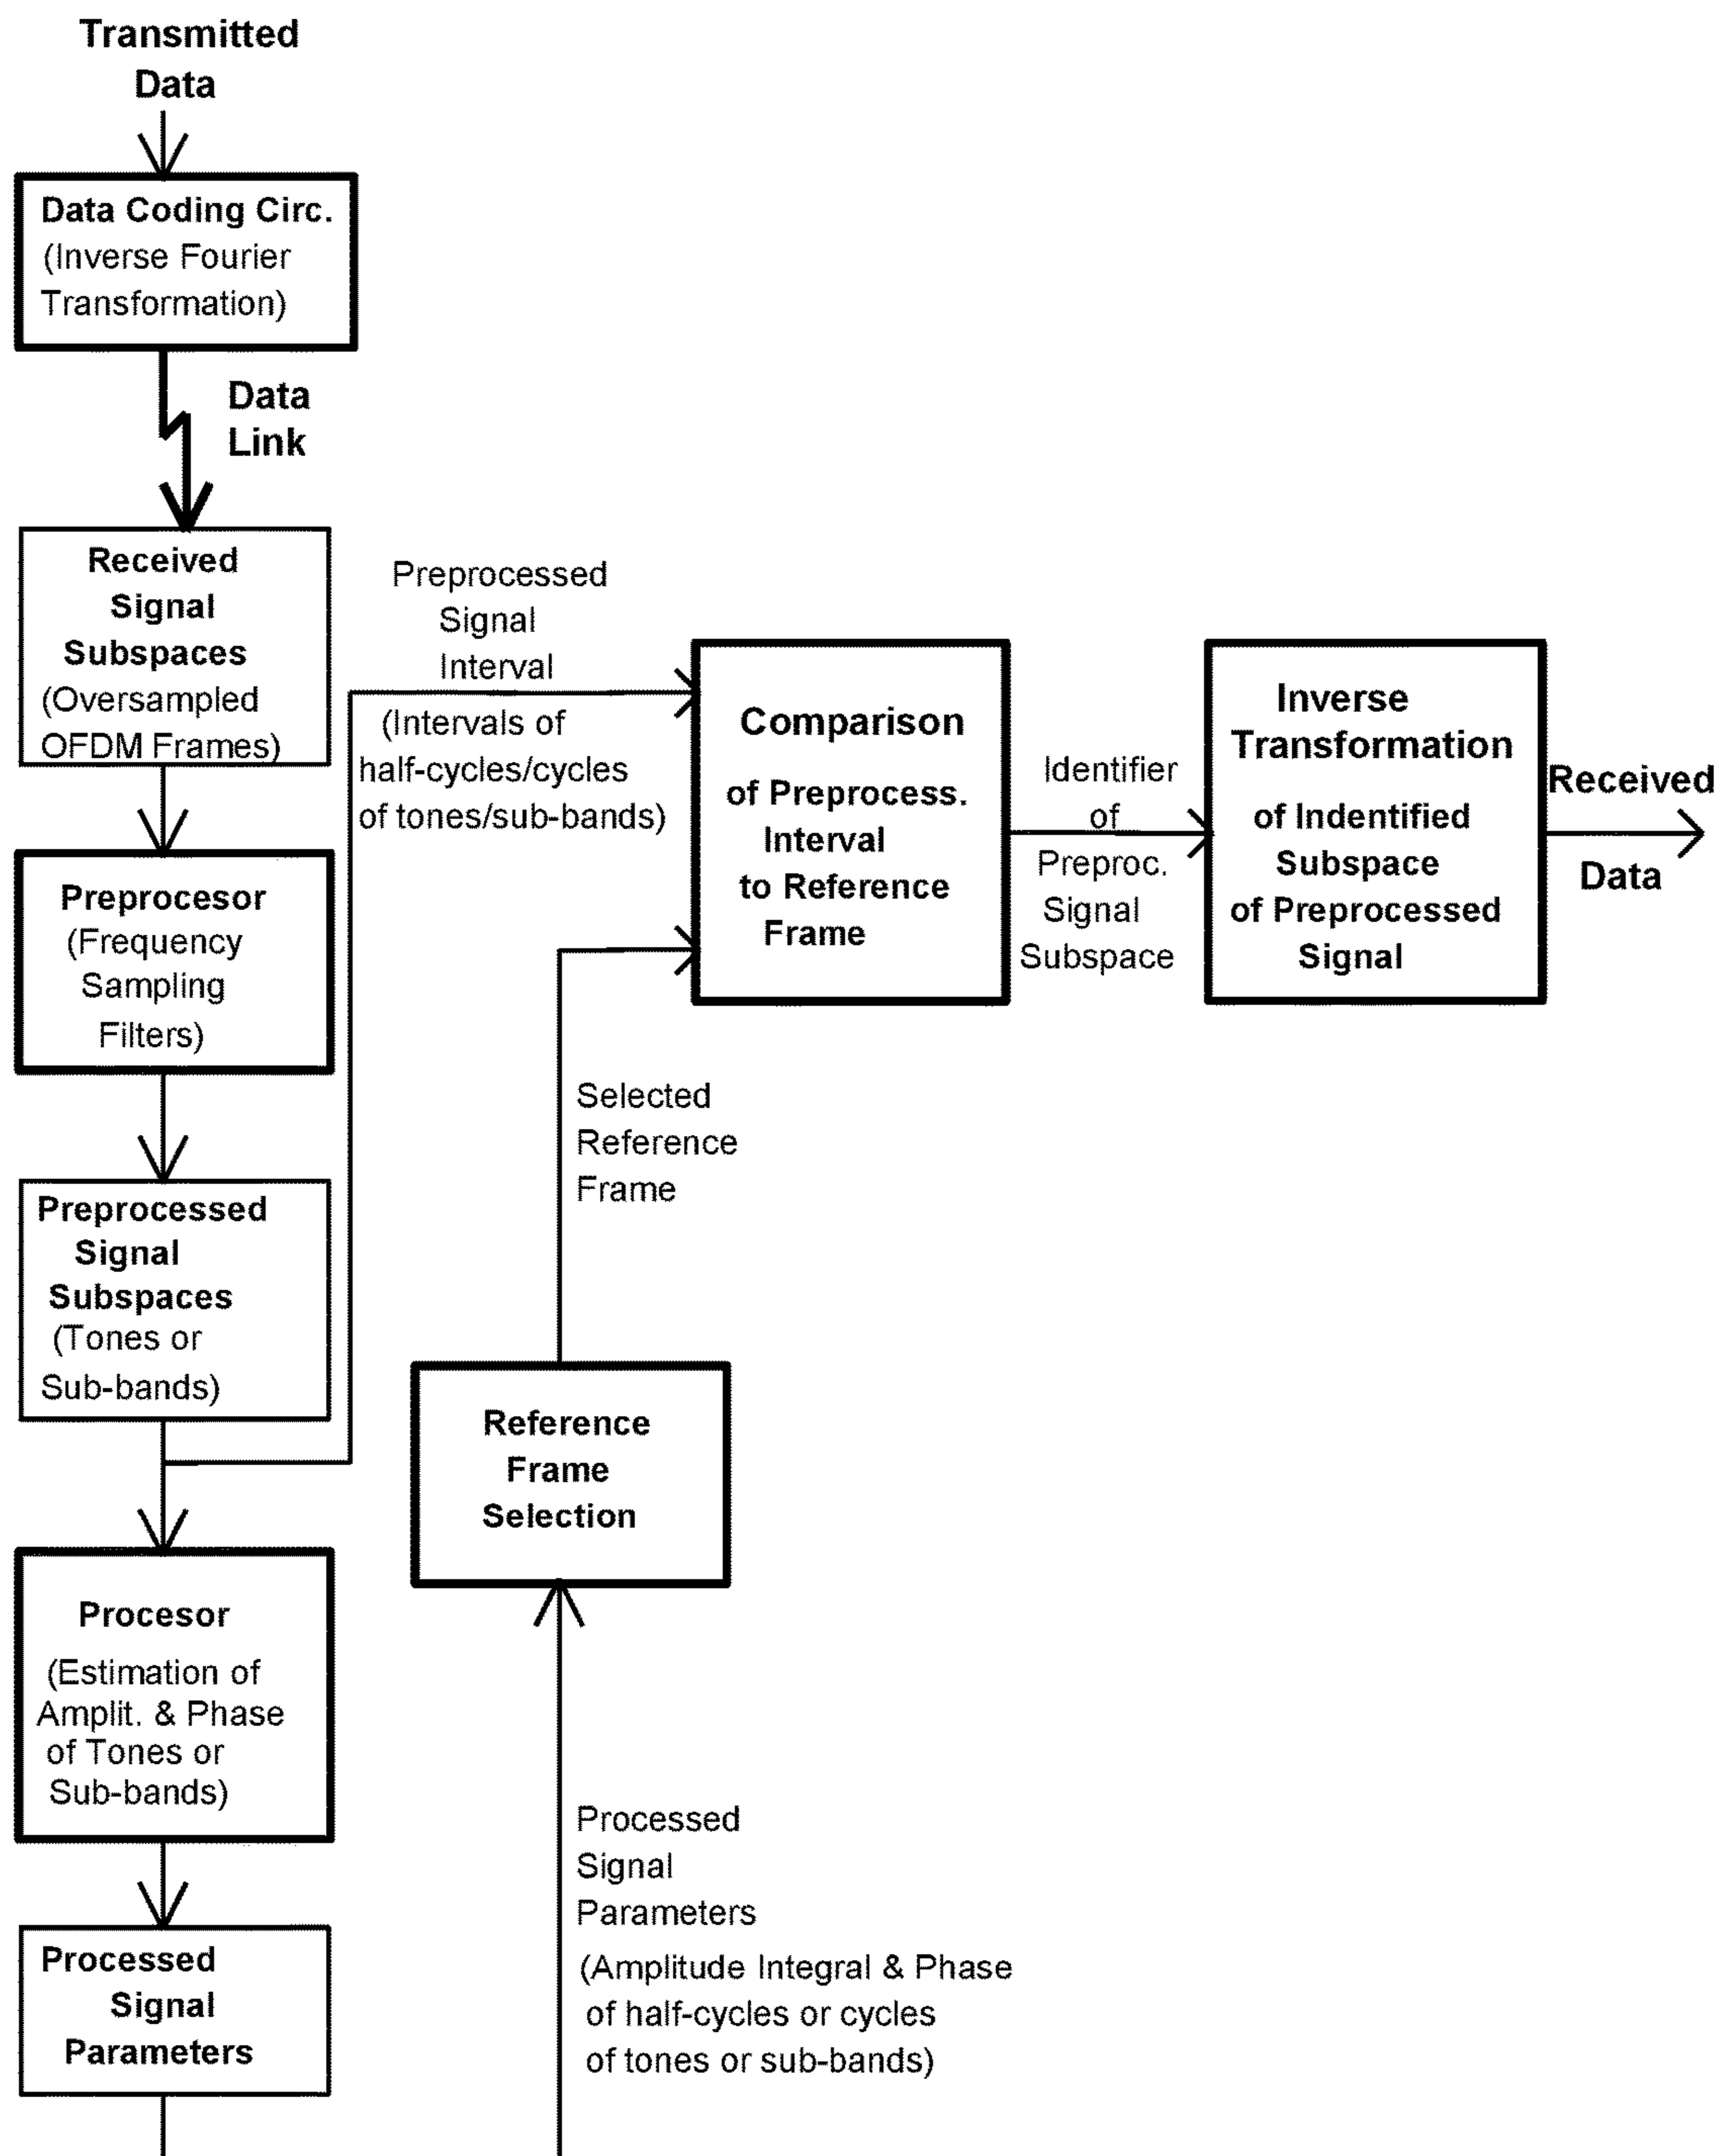 Transmitted
Data
Data Coding Circ.
(Inverse Fourier
Transformation)
Data
Link
Received
Signal
Subspaces
(Oversampled
OFDM Frames)
Preprocesor
(Frequency
Sampling
Filters)
Preprocessed
Signal
Subspaces
(Tones or
Sub-bands)
Procesor
(Estimation of
Amplit. & Phase
of Tones or
Sub-bands)
Processed
Signal
Parameters
Preprocessed
Signal
Interval
(Intervals of
half-cycles/cycles
of tones/sub-bands)
Processed
Signal
Parameters
(Amplitude Integral & Phase
of half-cycles or cycles
of tones or sub-bands)
Reference
Frame
Selection
Selected
Reference
Frame
Comparison
of Preprocess.
Interval
to Reference
Frame
Identifier
of
Preproc.
Signal
Subspace
Inverse
Transformation
of Indentified
Subspace
of Preprocessed
Signal
Received
Data